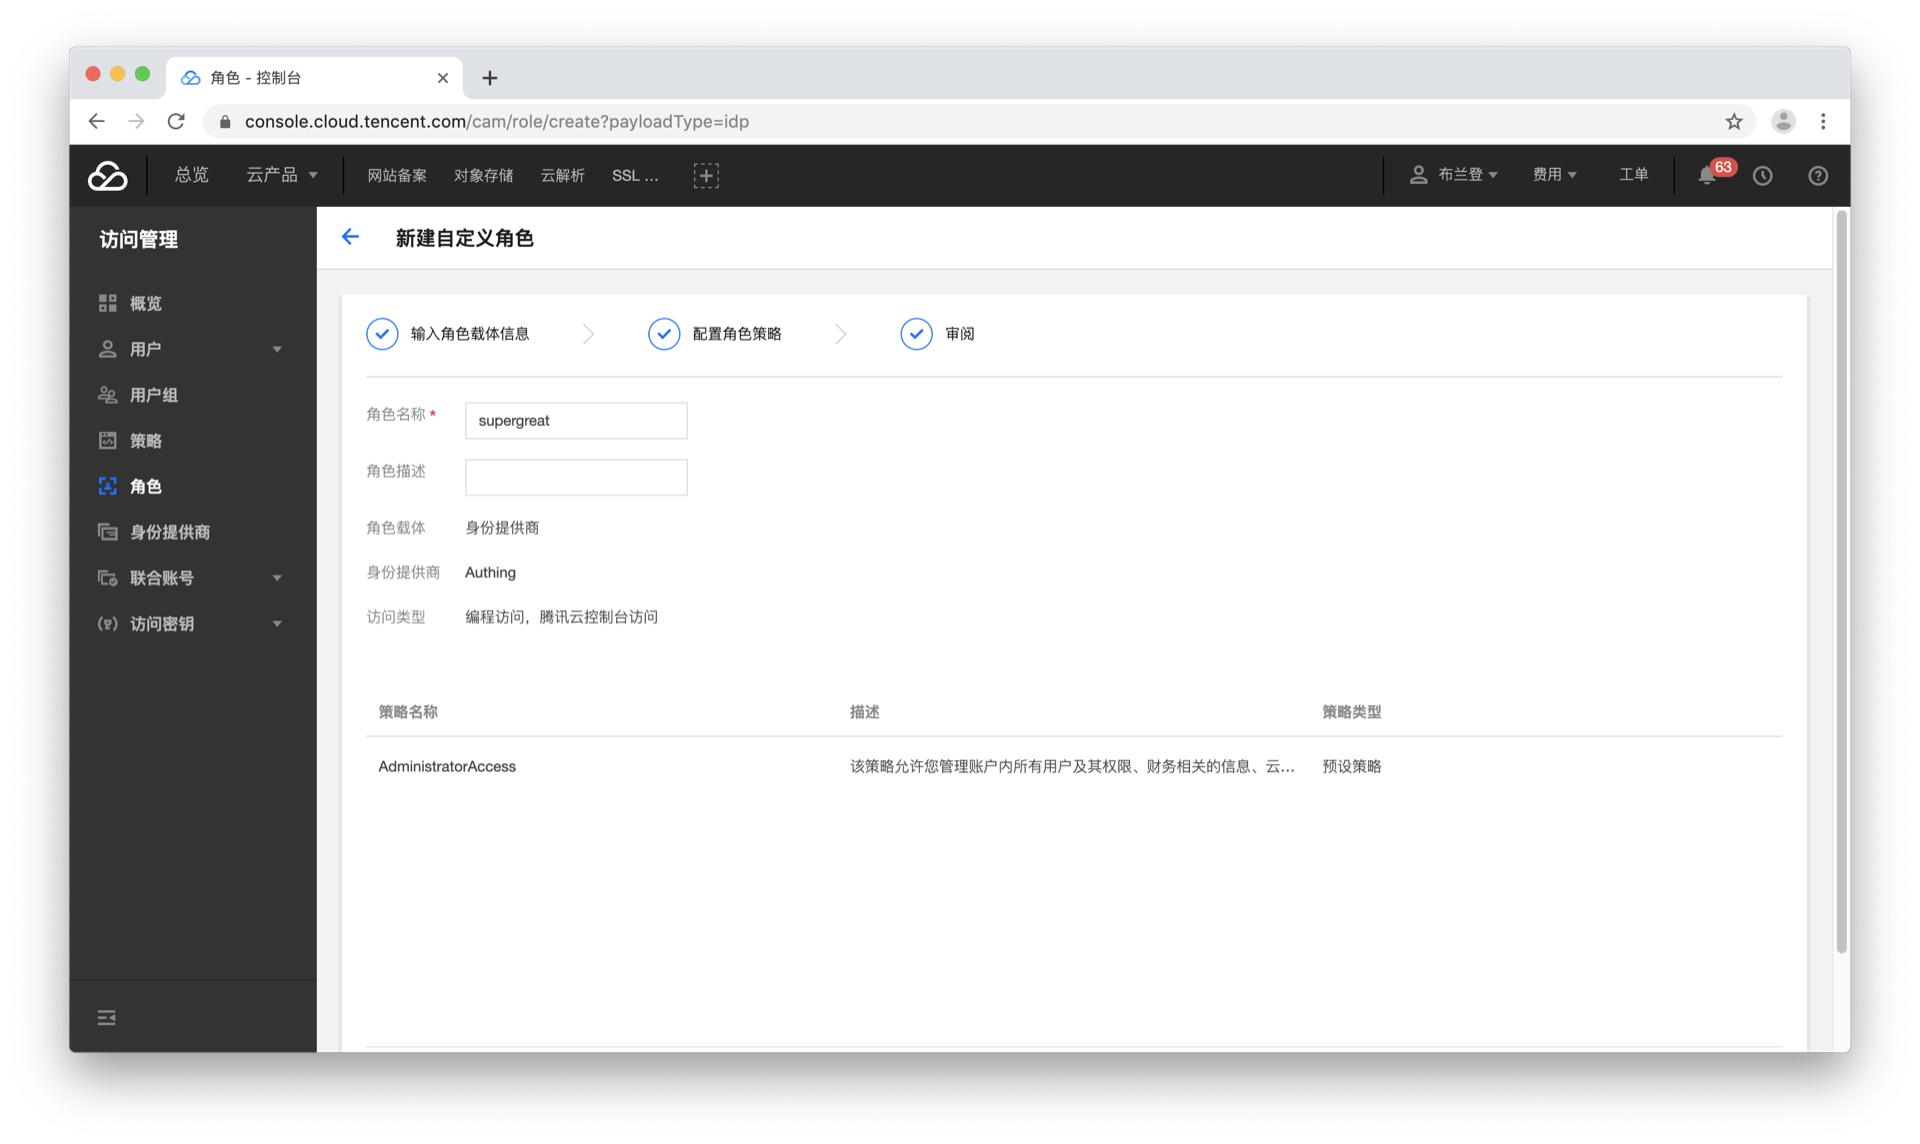 角色 - 控制台
console.cloud.tencent.com/cam/role/create?payloadType=idp
总览 云产品 网站备案 对象存储 云解析 SSL ... 布兰登 费用 工单 63
访问管理
概览
用户
用户组
策略
角色
身份提供商
联合账号
访问密钥
新建自定义角色
输入角色载体信息 配置角色策略 审阅
角色名称 * supergreat
角色描述
角色载体 身份提供商
身份提供商 Authing
访问类型 编程访问，腾讯云控制台访问
策略名称 描述 策略类型
AdministratorAccess 该策略允许您管理账户内所有用户及其权限、财务相关的信息、云... 预设策略